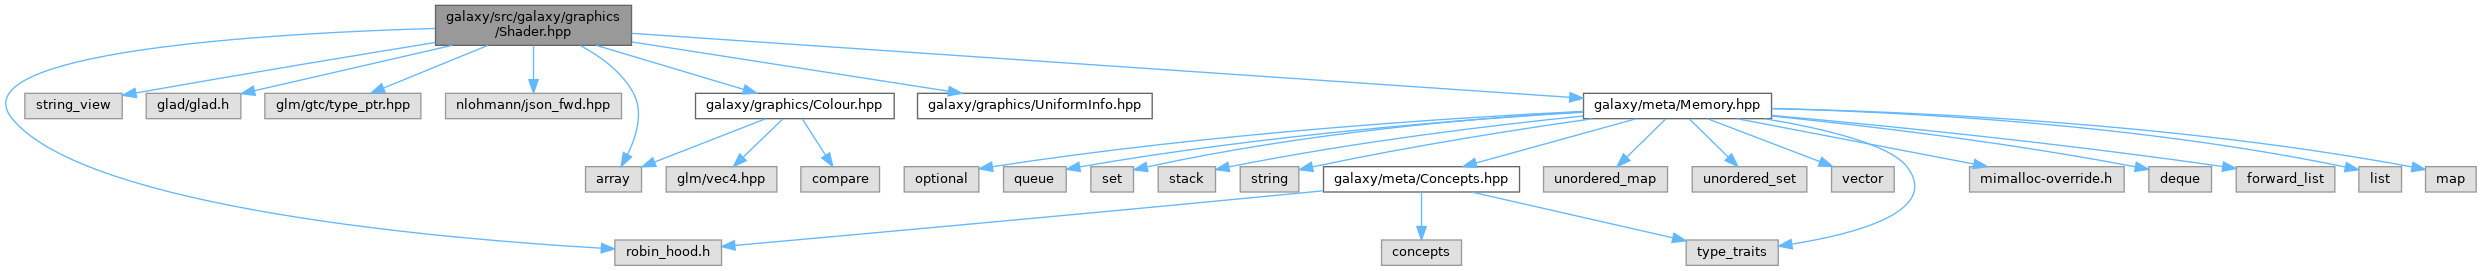 galaxy/src/galaxy/graphics
/Shader.hpp
string_view
glad/glad.h
glm/gtc/type_ptr.hpp
nlohmann/json_fwd.hpp
galaxy/graphics/Colour.hpp
galaxy/graphics/UniformInfo.hpp
galaxy/meta/Memory.hpp
array
glm/vec4.hpp
compare
optional
queue
set
stack
string
galaxy/meta/Concepts.hpp
unordered_map
unordered_set
vector
mimalloc-override.h
deque
forward_list
list
map
robin_hood.h
concepts
type_traits